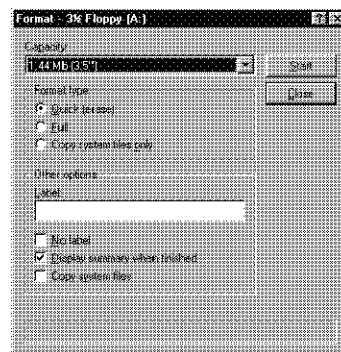 Format - 3½ Floppy (A:)
Capacity
1.44 Mb (3.5")
Start
Close
Format type
Quick (erase)
Full
Copy system files only
Other options
Label:
No label
Display summary when finished
Copy system files